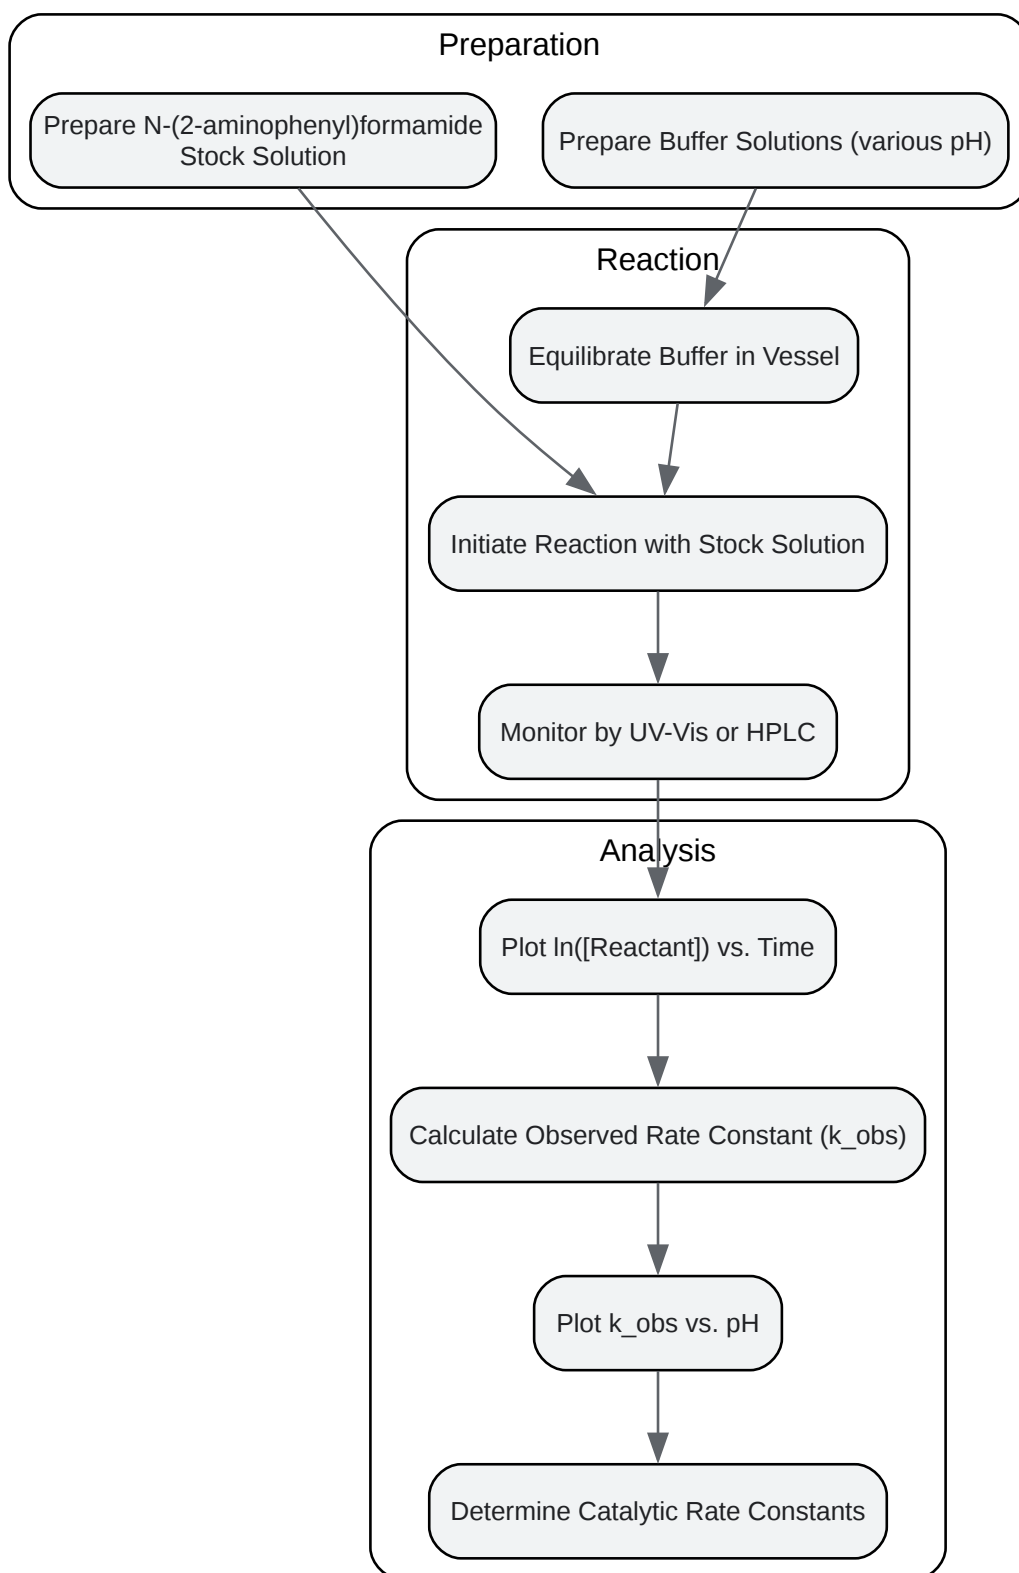 Preparation
Prepare N-(2-aminophenyl)formamide
Stock Solution
Prepare Buffer Solutions (various pH)
Reaction
Equilibrate Buffer in Vessel
Initiate Reaction with Stock Solution
Monitor by UV-Vis or HPLC
Analysis
Plot ln([Reactant]) vs. Time
Calculate Observed Rate Constant (k_obs)
Plot k_obs vs. pH
Determine Catalytic Rate Constants